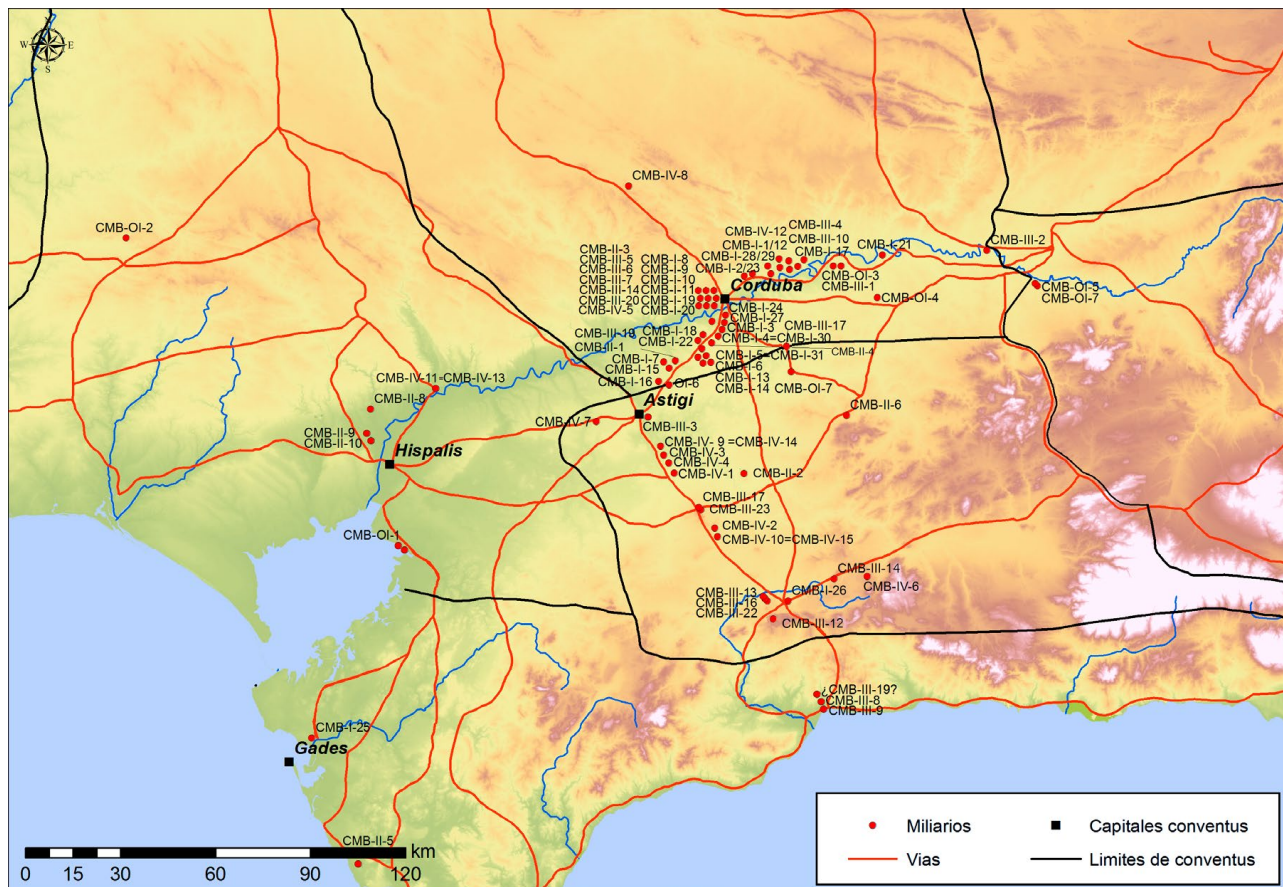 N
W
E
S
CMB-IV-8
CMB-OI-2
CMB-III-4
CMB-IV-12
CMB-III-10
CMB-I-1/12
CMB-I-17
CMB-I-28/29
CMB-I-2/23
CMB-I-21
CMB-III-2
CMB-II-3
CMB-III-5
CMB-III-6
CMB-III-7
CMB-III-14
CMB-III-20
CMB-IV-5
CMB-I-8
CMB-I-9
CMB-I-10
CMB-I-11
CMB-I-19
CMB-I-20
CMB-OI-3
CMB-III-1
CMB-OI-4
CMB-OI-5
CMB-OI-7
Corduba
CMB-I-24
CMB-I-27
CMB-I-3
CMB-I-4=CMB-I-30
CMB-III-17
CMB-III-19
CMB-II-1
CMB-I-18
CMB-I-22
CMB-I-5=CMB-I-31
CMB-II-4
CMB-I-7
CMB-I-15
CMB-I-16
OI-6
CMB-I-6
CMB-I-13
CMB-I-14
CMB-OI-7
CMB-IV-11=CMB-IV-13
CMB-II-8
CMB-II-9
CMB-II-10
Hispalis
Astigi
CMB-IV-7
CMB-III-3
CMB-II-6
CMB-IV- 9 =CMB-IV-14
CMB-IV-3
CMB-IV-4
CMB-IV-1
CMB-II-2
CMB-III-17
CMB-III-23
CMB-IV-2
CMB-IV-10=CMB-IV-15
CMB-OI-1
CMB-III-14
CMB-IV-6
CMB-I-26
CMB-III-13
CMB-III-16
CMB-III-22
CMB-III-12
¿CMB-III-19?
CMB-III-8
CMB-III-9
CMB-I-25
Gades
CMB-II-5
km
0 15 30 60 90 120
Miliarios
Capitales conventus
Vias
Limites de conventus